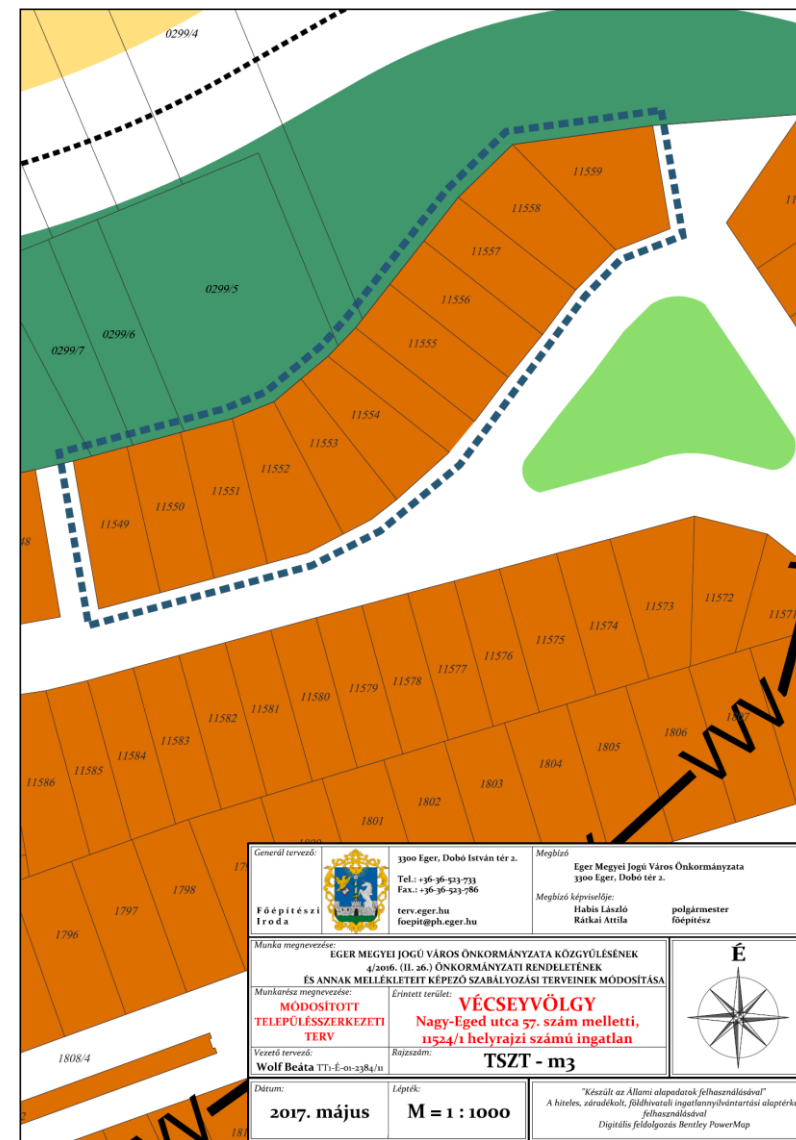 0299/4
11559
11558
11557
0299/5
11556
0299/6
0299/7
11555
11554
11553
11552
11551
11550
11549
48
11573
11572
11571
11574
11575
11576
11577
11578
11579
11580
11581
11582
11583
11584
11585
11586
1807
1806
1805
1804
1803
1802
1801
1798
1797
1796
1808/4
W
W
Generál tervező:
Főépítészi
Iroda
3300 Eger, Dobó István tér 2.
Tel.: +36-36-523-733
Fax.: +36-36-523-786
terv.eger.hu
foepit@ph.eger.hu
Megbízó
Eger Megyei Jogú Város Önkormányzata
3300 Eger, Dobó tér 2.
Megbízó képviselője:
Habis László polgármester
Rátkai Attila főépítész
Munka megnevezése:
EGER MEGYEI JOGÚ VÁROS ÖNKORMÁNYZATA KÖZGYŰLÉSÉNEK
4/2016. (II. 26.) ÖNKORMÁNYZATI RENDELETÉNEK
ÉS ANNAK MELLÉKLETEIT KÉPEZŐ SZABÁLYOZÁSI TERVEINEK MÓDOSÍTÁSA
Munkarész megnevezése:
MÓDOSÍTOTT
TELEPÜLÉSSZERKEZETI
TERV
Érintett terület:
VÉCSEYVÖLGY
Nagy-Eged utca 57. szám melletti,
11524/1 helyrajzi számú ingatlan
Vezető tervező:
Wolf Beáta TT1-É-01-2384/11
Rajzszám:
TSZT - m3
É
Dátum:
2017. május
Lépték:
M = 1 : 1000
"Készült az Állami alapadatok felhasználásával"
A hiteles, záradékolt, földhivatali ingatlannyilvántartási alaptérké
felhasználásával
Digitális feldolgozás Bentley PowerMap